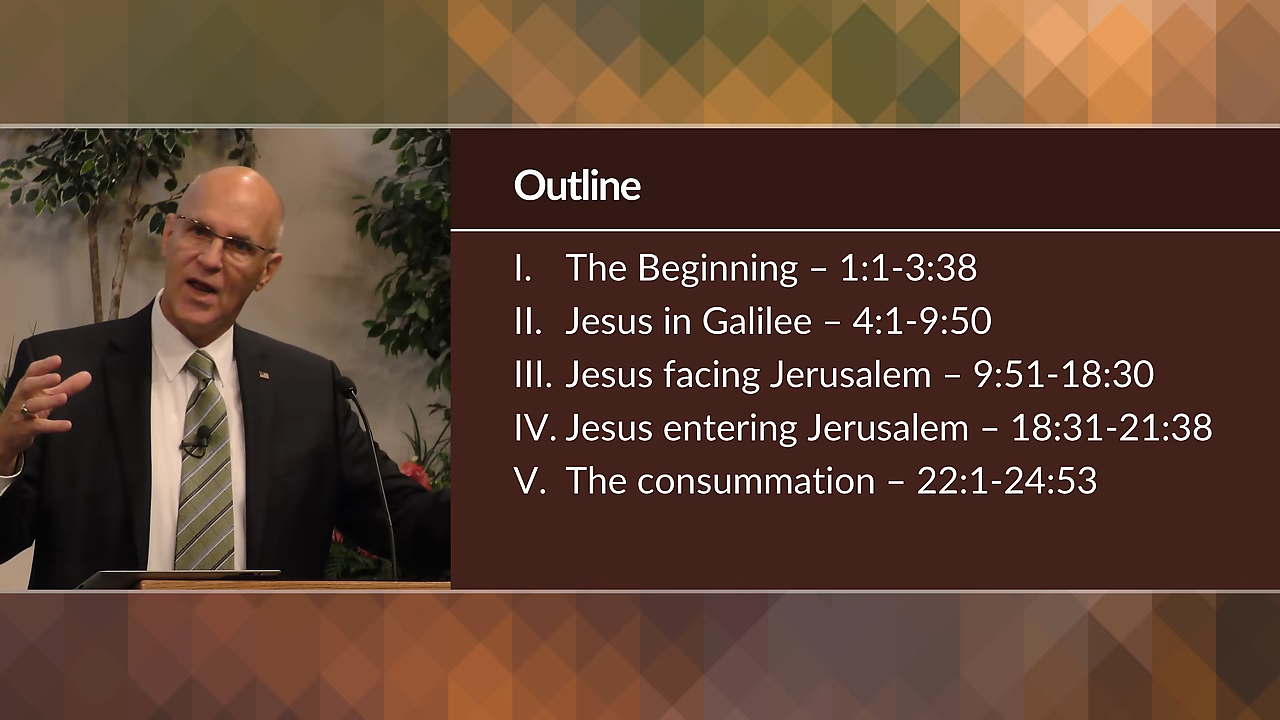 Outline
I. The Beginning – 1:1-3:38
II. Jesus in Galilee – 4:1-9:50
III. Jesus facing Jerusalem – 9:51-18:30
IV. Jesus entering Jerusalem – 18:31-21:38
V. The consummation – 22:1-24:53